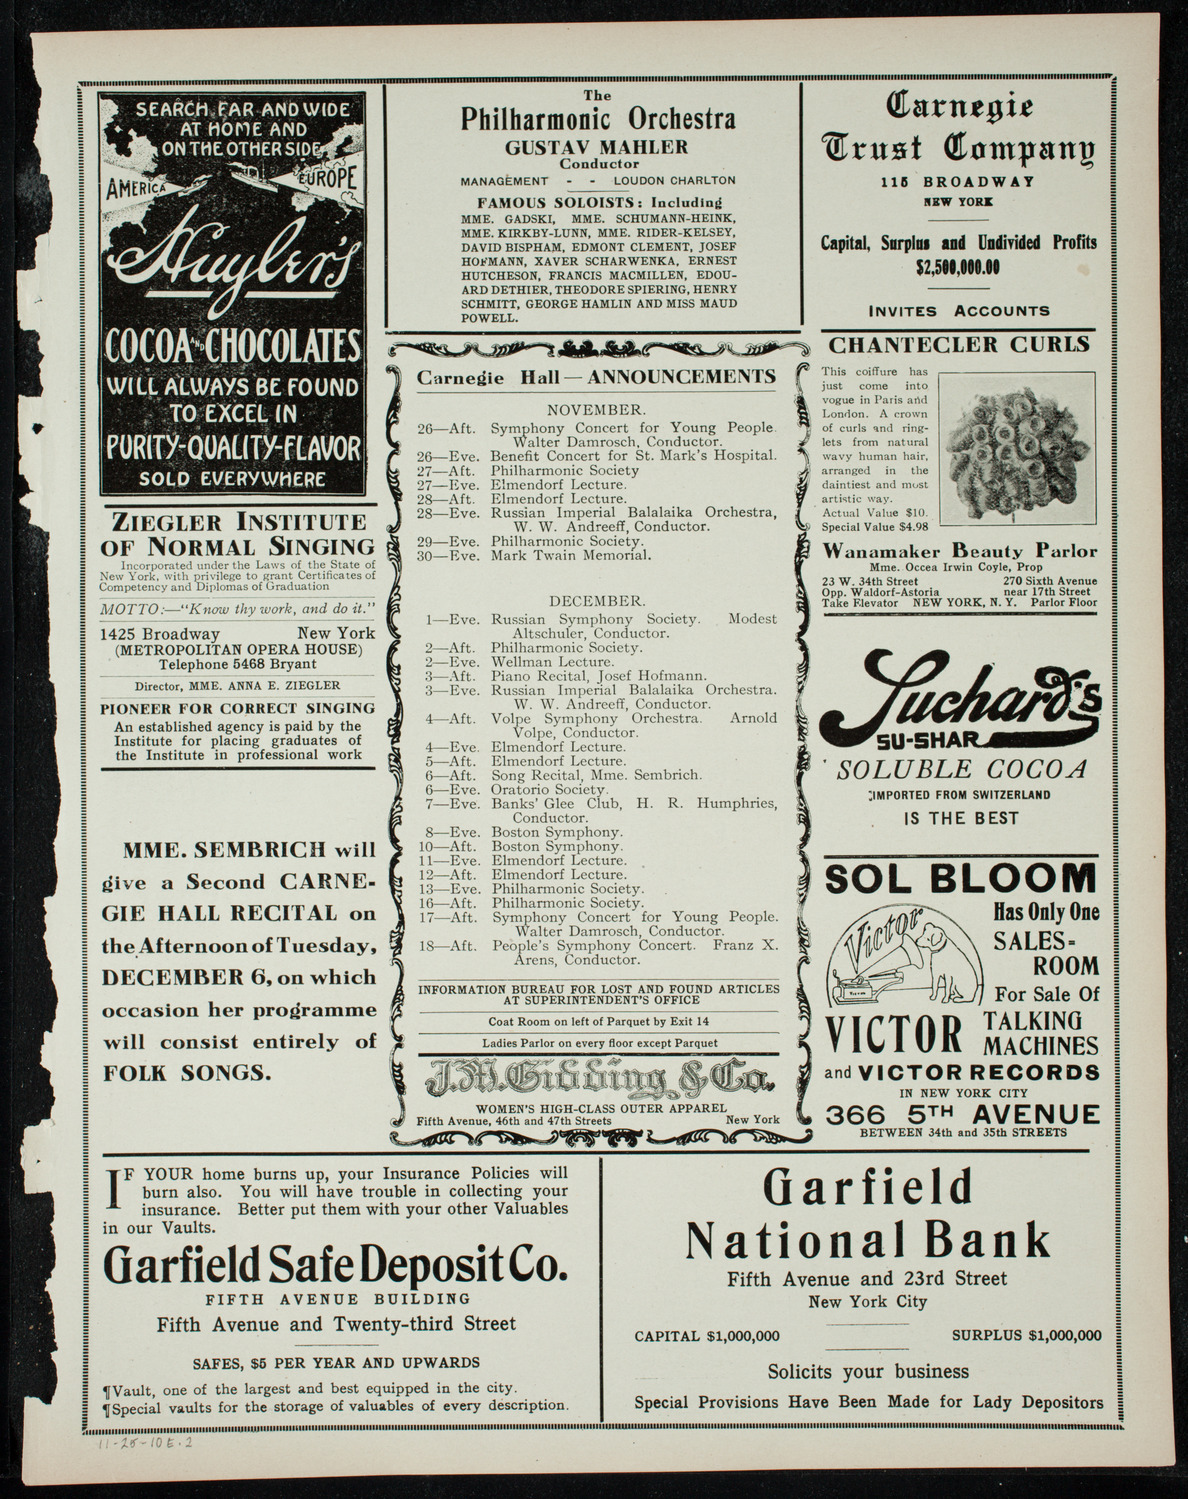 SEARCH FAR AND WIDE
AT HOME AND
ON THE OTHER SIDE
AMERICA
EUROPE
Huyler's
COCOA AND CHOCOLATES
WILL ALWAYS BE FOUND
TO EXCEL IN
PURITY-QUALITY-FLAVOR
SOLD EVERYWHERE
ZIEGLER INSTITUTE
OF NORMAL SINGING
Incorporated under the Laws of the State of
New York, with privilege to grant Certificates of
Competency and Diplomas of Graduation
MOTTO:—"Know thy work, and do it."
1425 Broadway New York
(METROPOLITAN OPERA HOUSE)
Telephone 5468 Bryant
Director, MME. ANNA E. ZIEGLER
PIONEER FOR CORRECT SINGING
An established agency is paid by the
Institute for placing graduates of
the Institute in professional work
MME. SEMBRICH will
give a Second CARNE-
GIE HALL RECITAL on
the Afternoon of Tuesday,
DECEMBER 6, on which
occasion her programme
will consist entirely of
FOLK SONGS.
The
Philharmonic Orchestra
GUSTAV MAHLER
Conductor
MANAGEMENT - - LOUDON CHARLTON
FAMOUS SOLOISTS: Including
MME. GADSKI, MME. SCHUMANN-HEINK,
MME. KIRKBY-LUNN, MME. RIDER-KELSEY,
DAVID BISPHAM, EDMONT CLEMENT, JOSEF
HOFMANN, XAVER SCHARWENKA, ERNEST
HUTCHESON, FRANCIS MACMILLEN, EDOU-
ARD DETHIER, THEODORE SPIERING, HENRY
SCHMITT, GEORGE HAMLIN AND MISS MAUD
POWELL.
Carnegie Hall—ANNOUNCEMENTS
NOVEMBER.
26—Aft. Symphony Concert for Young People.
Walter Damrosch, Conductor.
26—Eve. Benefit Concert for St. Mark's Hospital.
27—Aft. Philharmonic Society
27—Eve. Elmendorf Lecture.
28—Aft. Elmendorf Lecture.
28—Eve. Russian Imperial Balalaika Orchestra,
W. W. Andreeff, Conductor.
29—Eve. Philharmonic Society.
30—Eve. Mark Twain Memorial.
DECEMBER.
1—Eve. Russian Symphony Society. Modest
Altschuler, Conductor.
2—Aft. Philharmonic Society.
2—Eve. Wellman Lecture.
3—Aft. Piano Recital, Josef Hofmann.
3—Eve. Russian Imperial Balalaika Orchestra.
W. W. Andreeff, Conductor.
4—Aft. Volpe Symphony Orchestra. Arnold
Volpe, Conductor.
4—Eve. Elmendorf Lecture.
5—Aft. Elmendorf Lecture.
6—Aft. Song Recital, Mme. Sembrich.
6—Eve. Oratorio Society.
7—Eve. Banks' Glee Club, H. R. Humphries,
Conductor.
8—Eve. Boston Symphony.
10—Aft. Boston Symphony.
11—Eve. Elmendorf Lecture.
12—Aft. Elmendorf Lecture.
13—Eve. Philharmonic Society.
16—Aft. Philharmonic Society.
17—Aft. Symphony Concert for Young People.
Walter Damrosch, Conductor.
18—Aft. People's Symphony Concert. Franz X.
Arens, Conductor.
INFORMATION BUREAU FOR LOST AND FOUND ARTICLES
AT SUPERINTENDENT'S OFFICE
Coat Room on left of Parquet by Exit 14
Ladies Parlor on every floor except Parquet
J.M. Gidding & Co.
WOMEN'S HIGH-CLASS OUTER APPAREL
Fifth Avenue, 46th and 47th Streets New York
Carnegie
Trust Company
115 BROADWAY
NEW YORK
Capital, Surplus and Undivided Profits
$2,500,000.00
INVITES ACCOUNTS
CHANTECLER CURLS
This coiffure has
just come into
vogue in Paris and
London. A crown
of curls and ring-
lets from natural
wavy human hair,
arranged in the
daintiest and most
artistic way.
Actual Value $10.
Special Value $4.98
Wanamaker Beauty Parlor
Mme. Occea Irwin Coyle, Prop
23 W. 34th Street 270 Sixth Avenue
Opp. Waldorf-Astoria near 17th Street
Take Elevator NEW YORK, N. Y. Parlor Floor
Suchard's
SU-SHAR
SOLUBLE COCOA
IMPORTED FROM SWITZERLAND
IS THE BEST
SOL BLOOM
Victor
Has Only One
SALES-
ROOM
For Sale Of
VICTOR TALKING
MACHINES
and VICTOR RECORDS
IN NEW YORK CITY
366 5TH AVENUE
BETWEEN 34th and 35th STREETS
IF YOUR home burns up, your Insurance Policies will
burn also. You will have trouble in collecting your
insurance. Better put them with your other Valuables
in our Vaults.
Garfield Safe Deposit Co.
FIFTH AVENUE BUILDING
Fifth Avenue and Twenty-third Street
SAFES, $5 PER YEAR AND UPWARDS
¶Vault, one of the largest and best equipped in the city.
¶Special vaults for the storage of valuables of every description.
Garfield
National Bank
Fifth Avenue and 23rd Street
New York City
CAPITAL $1,000,000 SURPLUS $1,000,000
Solicits your business
Special Provisions Have Been Made for Lady Depositors
11-25-10 E. 2